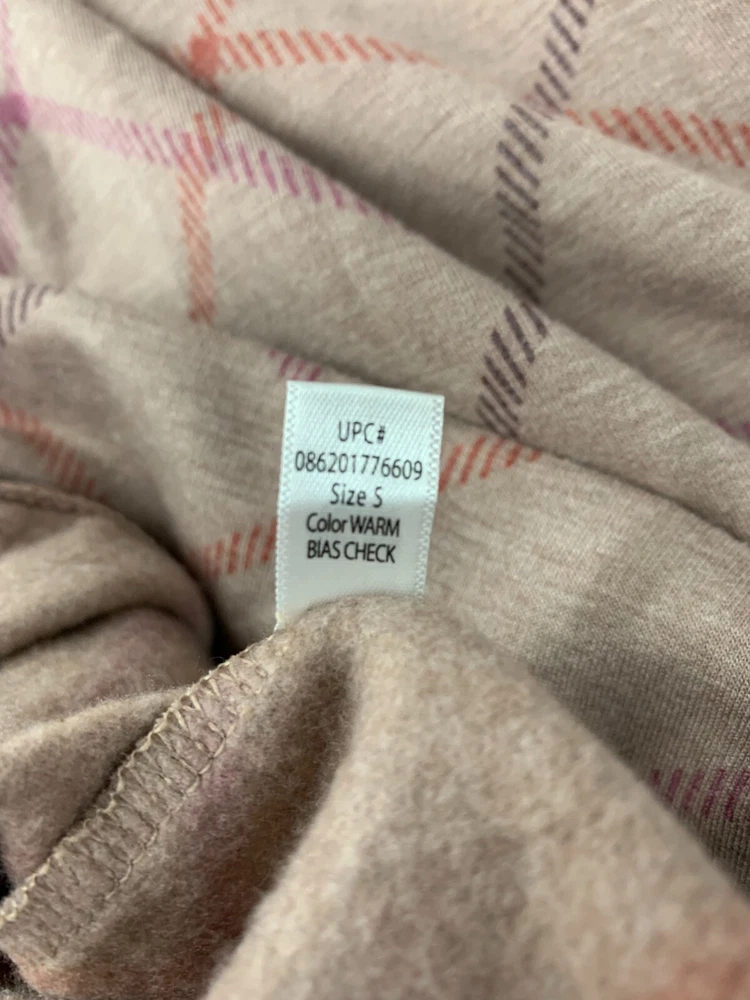 UPC#
086201776609
Size S
Color WARM
BIAS CHECK